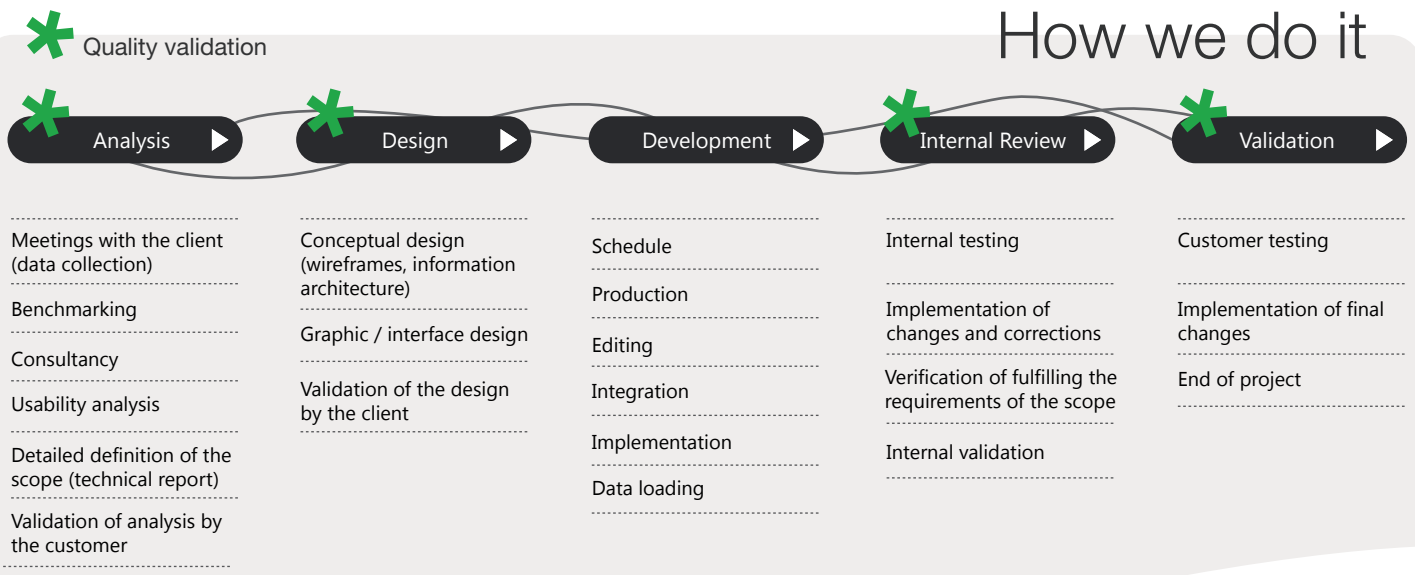 How we do it
Quality validation
Analysis
Design
Development
Internal Review
Validation
Meetings with the client
(data collection)
Benchmarking
Consultancy
Usability analysis
Detailed definition of the
scope (technical report)
Validation of analysis by
the customer
Conceptual design
(wireframes, information
architecture)
Graphic / interface design
Validation of the design
by the client
Schedule
Production
Editing
Integration
Implementation
Data loading
Internal testing
Implementation of
changes and corrections
Verification of fulfilling the
requirements of the scope
Internal validation
Customer testing
Implementation of final
changes
End of project